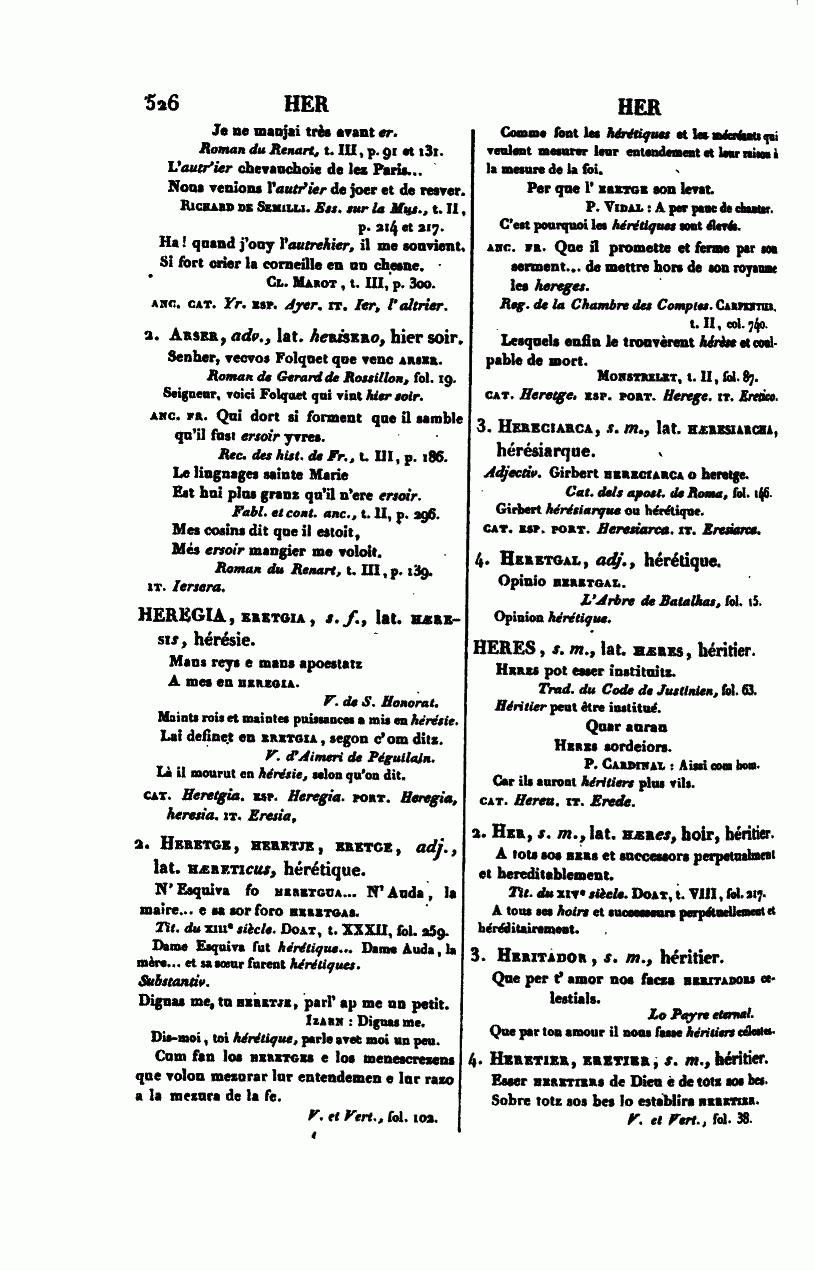 526 HER
Je ne manjai très avant er.
Roman du Renart, t. III, p. 91 et 131.
L'autr'ier chevauchoie de lez Paris...
Nous venions l'autr'ier de joer et de resver.
RICHARD DE SEMILLI. Ess. sur la Mus., t. II,
p. 214 et 217.
Ha ! quand j'ouy l'autrehier, il me souvient,
Si fort crier la corneille en un chesne.
CL. MAROT, t. III, p. 300.
ANC. CAT. Yr. ESP. Ayer. IT. Ier, l'altrier.
2. ARSER, adv., lat. heriSERO, hier soir.
Senher, vecvos Folquet que venc ARSER.
Roman de Gerard de Rossillon, fol. 19.
Seigneur, voici Folquet qui vint hier soir.
ANC. FR. Qui dort si forment que il samble
qu'il fust ersoir yvres.
Rec. des hist. de Fr., t. III, p. 186.
Le lingnages sainte Marie
Est hui plus granz qu'il n'ere ersoir.
Fabl. et cont. anc., t. II, p. 296.
Mes cosins dit que il estoit,
Més ersoir mangier me voloit.
Roman du Renart, t. III, p. 139.
IT. Iersera.
HEREGIA, ERETGIA, s. f., lat. HÆRE-
SIS, hérésie.
Mans reys e mans apoestatz
A mes en HEREGIA.
V. de S. Honorat.
Maints rois et maintes puissances a mis en hérésie.
Lai definet en ERETGIA, segon c'om ditz.
V. d'Aimeri de Péguilain.
Là il mourut en hérésie, selon qu'on dit.
CAT. Heretgia. ESP. Heregia. PORT. Heregia,
heresia. IT. Eresia,
2. HERETGE, HERETJE, ERETGE, adj.,
lat. HÆRETICUS, hérétique.
N'Esquiva fo HERETGUA... N'Auda, la
maire... e sa sor foro HERETGAS.
Tit. du XIIIe siècle. DOAT, t. XXXII, fol. 259.
Dame Esquiva fut hérétique... Dame Auda, la
mère... et sa sœur furent hérétiques.
Substantiv.
Dignas me, tu HERETJE, parl' ap me un petit.
IZARN : Dignas me.
Dis-moi, toi hérétique, parle avec moi un peu.
Cum fan los HERETGES e los menescrezens
que volon mezurar lur entendemen e lur razo
a la mezura de la fe.
V. et Vert., fol. 102.
HER
Comme font les hérétiques et les mécréants qui
veulent mesurer leur entendement et leur raison à
la mesure de la foi.
Per que l' ERETGE son levat.
P. VIDAL : A per pauc de chantar.
C'est pourquoi les hérétiques sont élevés.
ANC. FR. Que il promette et ferme par son
serment... de mettre hors de son royaume
les hereges.
Reg. de la Chambre des Comptes. CARPENTIER,
t. II, col. 740.
Lesquels enfin le trouvèrent hérèse et coul-
pable de mort.
MONSTRELET, t. II, fol. 87.
CAT. Heretge. ESP. PORT. Herege. IT. Eretico.
3. HERECIARCA, s. m., lat. HÆRESIARCHA,
hérésiarque.
Adjectiv. Girbert HERECIARCA o heretge.
Cat. dels apost. de Roma, fol. 146.
Girbert hérésiarque ou hérétique.
CAT. ESP. PORT. Heresiarca. IT. Eresiarca.
4. HERETGAL, adj., hérétique.
Opinio HERETGAL.
L'Arbre de Batalhas, fol. 15.
Opinion hérétique.
HERES, s. m., lat. HÆRES, héritier.
HERES pot esser instituitz.
Trad. du Code de Justinien, fol. 63.
Héritier peut être institué.
Quar auran
HERES sordeiors.
P. CARDINAL : Aissi com hom.
Car ils auront héritiers plus vils.
CAT. Hereu. IT. Erede.
2. HER, s. m., lat. HÆRes, hoir, héritier.
A tots sos HERS et successors perpetualment
et hereditablement.
Tit. du XIVe siècle. DOAT, t. VIII, fol. 217.
A tous ses hoirs et successeurs perpétuellement et
héréditairement.
3. HERITADOR, s. m., héritier.
Que per t'amor nos facza HERITADORS ce-
lestials.
Lo Payre eternal.
Que par ton amour il nous fasse héritiers célestes.
4. HERETIER, ERETIER, s. m., héritier.
Esser HERETIERS de Dieu e de totz sos bes.
Sobre totz sos bes lo establira HERETIER.
V. et Vert., fol. 38.